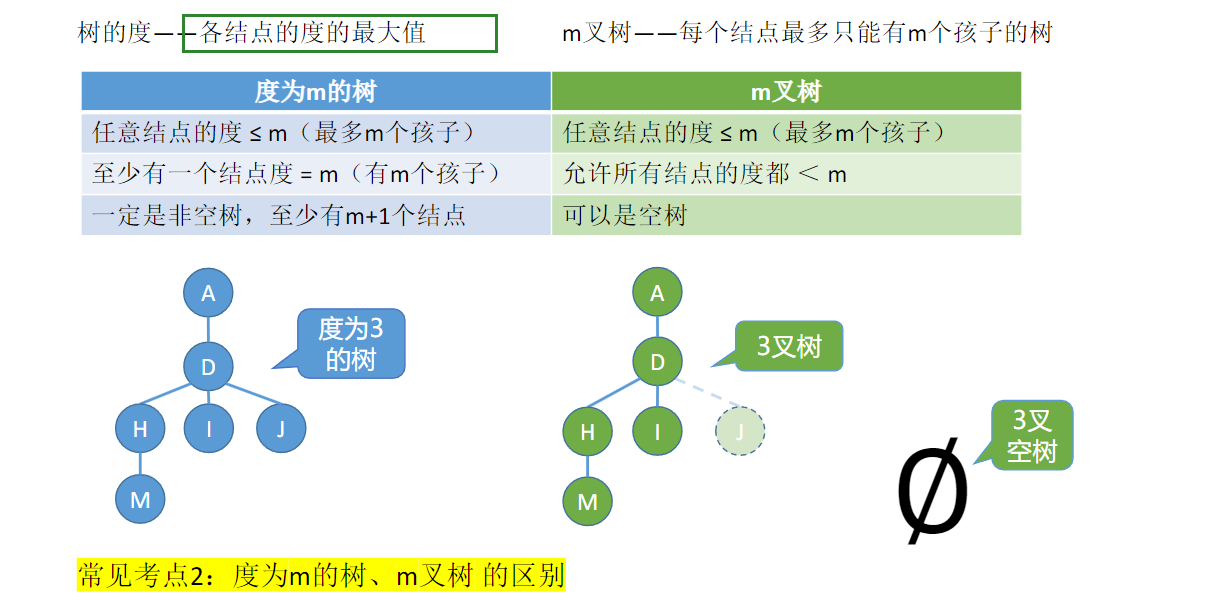 树的度——各结点的度的最大值
m叉树——每个结点最多只能有m个孩子的树
度为m的树 m叉树
任意结点的度 ≤ m（最多m个孩子） 任意结点的度 ≤ m（最多m个孩子）
至少有一个结点度 = m（有m个孩子） 允许所有结点的度都 ＜ m
一定是非空树，至少有m+1个结点 可以是空树
A
D
H I J
M
度为3
的树
A
D
H I J
M
3叉树
∅
3叉
空树
常见考点2：度为m的树、m叉树 的区别